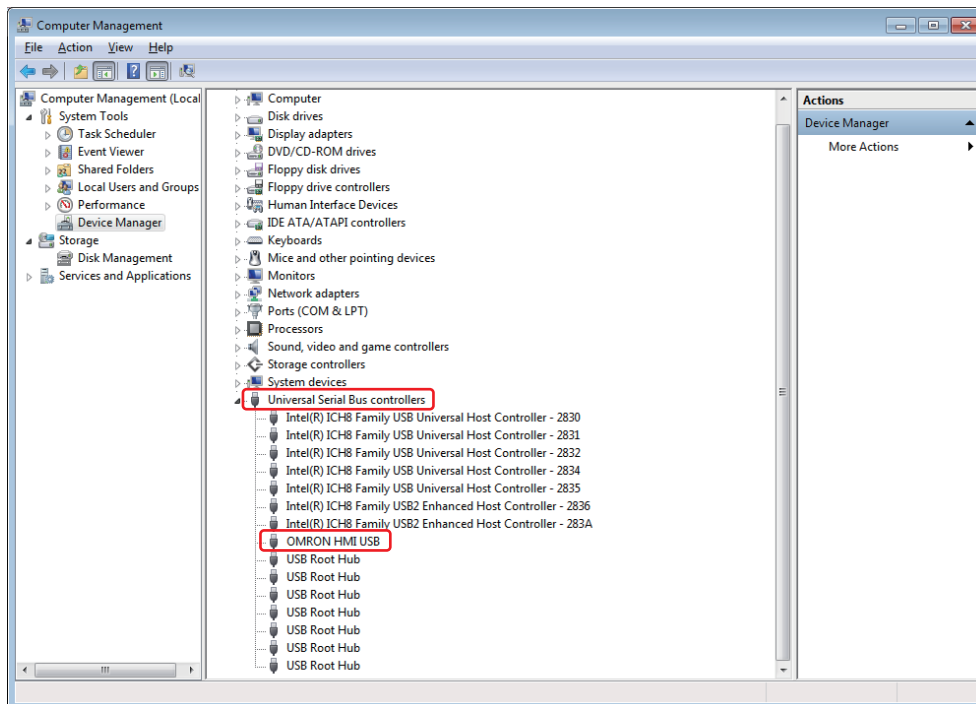 Computer Management
File Action View Help
Computer Management (Local
System Tools
Task Scheduler
Event Viewer
Shared Folders
Local Users and Groups
Performance
Device Manager
Storage
Disk Management
Services and Applications
Computer
Disk drives
Display adapters
DVD/CD-ROM drives
Floppy disk drives
Floppy drive controllers
Human Interface Devices
IDE ATA/ATAPI controllers
Keyboards
Mice and other pointing devices
Monitors
Network adapters
Ports (COM & LPT)
Processors
Sound, video and game controllers
Storage controllers
System devices
Universal Serial Bus controllers
Intel(R) ICH8 Family USB Universal Host Controller - 2830
Intel(R) ICH8 Family USB Universal Host Controller - 2831
Intel(R) ICH8 Family USB Universal Host Controller - 2832
Intel(R) ICH8 Family USB Universal Host Controller - 2834
Intel(R) ICH8 Family USB Universal Host Controller - 2835
Intel(R) ICH8 Family USB2 Enhanced Host Controller - 2836
Intel(R) ICH8 Family USB2 Enhanced Host Controller - 283A
OMRON HMI USB
USB Root Hub
USB Root Hub
USB Root Hub
USB Root Hub
USB Root Hub
USB Root Hub
USB Root Hub
Actions
Device Manager
More Actions